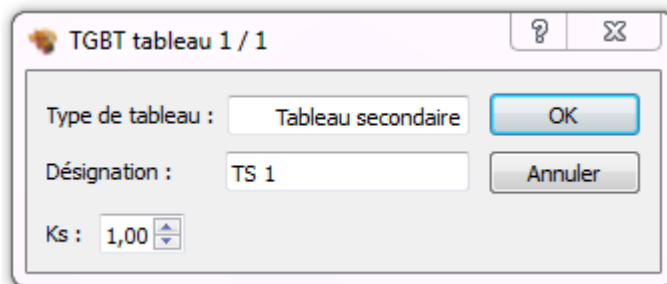 TGBT tableau 1 / 1
Type de tableau : Tableau secondaire OK
Désignation : TS 1 Annuler
Ks : 1,00